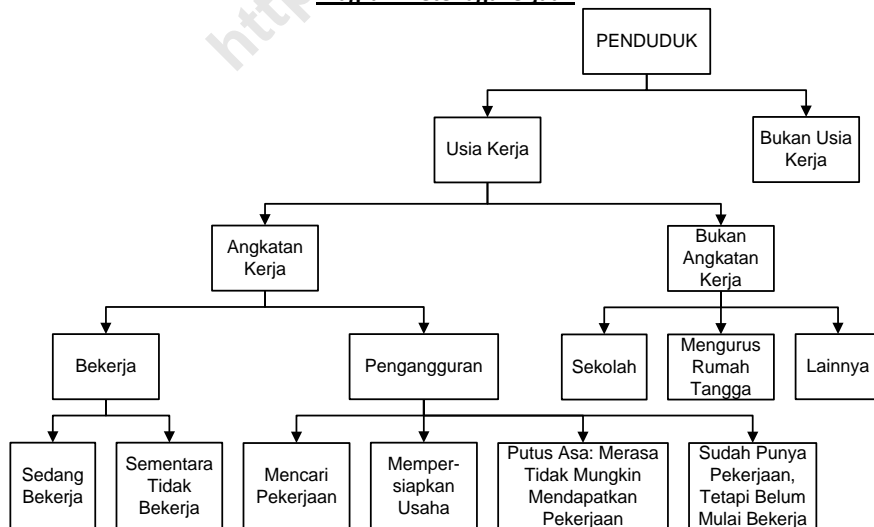 PENDUDUK
Usia Kerja
Bukan Usia
Kerja
Angkatan
Kerja
Bukan
Angkatan
Kerja
Bekerja
Pengangguran
Sekolah
Mengurus
Rumah
Tangga
Lainnya
Sedang
Bekerja
Sementara
Tidak
Bekerja
Mencari
Pekerjaan
Memper-
siapkan
Usaha
Putus Asa: Merasa
Tidak Mungkin
Mendapatkan
Pekerjaan
Sudah Punya
Pekerjaan,
Tetapi Belum
Mulai Bekerja